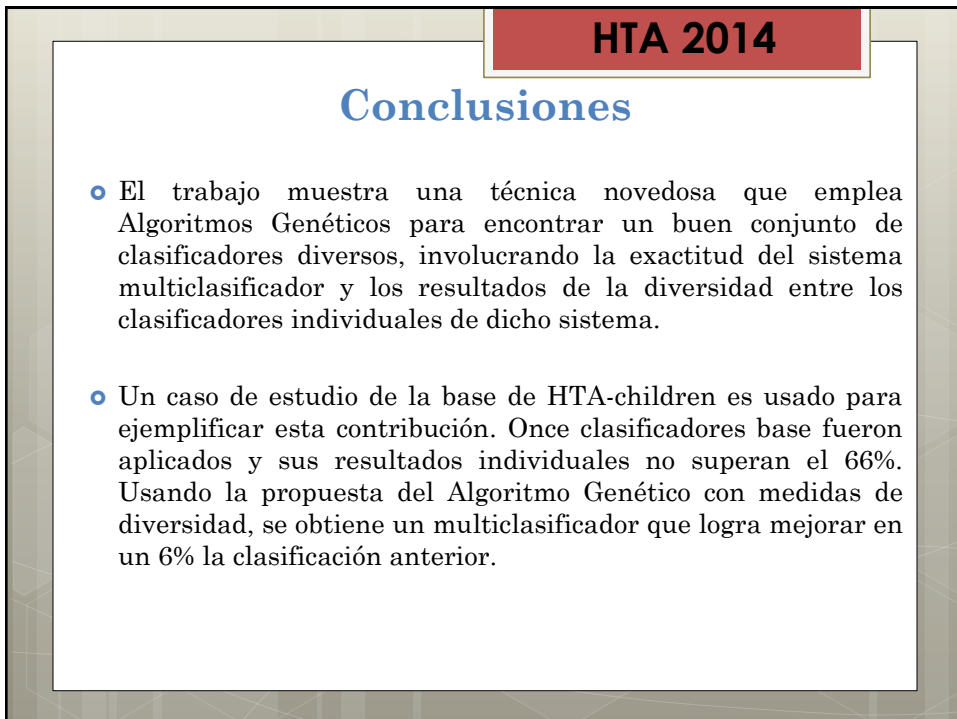 HTA 2014
Conclusiones
El trabajo muestra una técnica novedosa que emplea
Algoritmos Genéticos para encontrar un buen conjunto de
clasificadores diversos, involucrando la exactitud del sistema
multiclasificador y los resultados de la diversidad entre los
clasificadores individuales de dicho sistema.
Un caso de estudio de la base de HTA-children es usado para
ejemplificar esta contribución. Once clasificadores base fueron
aplicados y sus resultados individuales no superan el 66%.
Usando la propuesta del Algoritmo Genético con medidas de
diversidad, se obtiene un multiclasificador que logra mejorar en
un 6% la clasificación anterior.